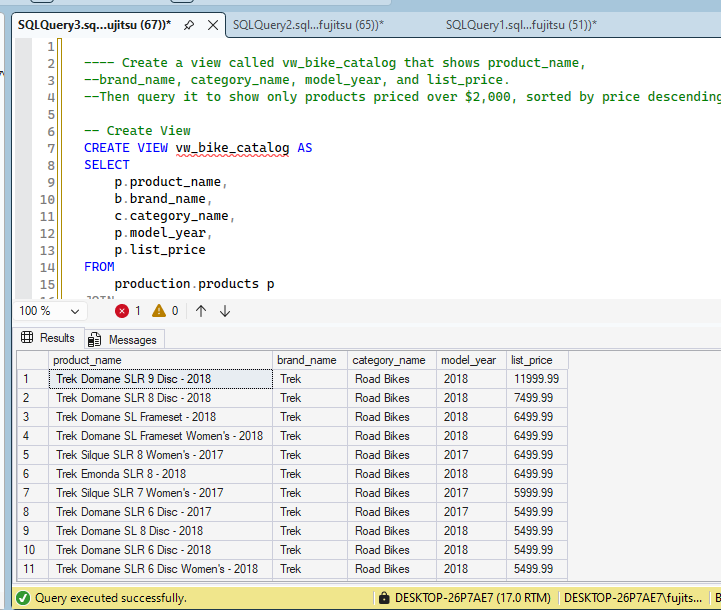 SQLQuery3.sql...ujitsu (67))*
SQLQuery2.sql...fujitsu (65))*
SQLQuery1.sql...fujitsu (51))*
1
2 ---- Create a view called vw_bike_catalog that shows product_name,
3 --brand_name, category_name, model_year, and list_price.
4 --Then query it to show only products priced over $2,000, sorted by price descending
5
6 -- Create View
7 CREATE VIEW vw_bike_catalog AS
8 SELECT
9 p.product_name,
10 b.brand_name,
11 c.category_name,
12 p.model_year,
13 p.list_price
14 FROM
15 production.products p
16 JOIN
100 % 1 0
Results Messages
product_name brand_name category_name model_year list_price
1 Trek Domane SLR 9 Disc - 2018 Trek Road Bikes 2018 11999.99
2 Trek Domane SLR 8 Disc - 2018 Trek Road Bikes 2018 7499.99
3 Trek Domane SL Frameset - 2018 Trek Road Bikes 2018 6499.99
4 Trek Domane SL Frameset Women's - 2018 Trek Road Bikes 2018 6499.99
5 Trek Silque SLR 8 Women's - 2017 Trek Road Bikes 2017 6499.99
6 Trek Emonda SLR 8 - 2018 Trek Road Bikes 2018 6499.99
7 Trek Silque SLR 7 Women's - 2017 Trek Road Bikes 2017 5999.99
8 Trek Domane SLR 6 Disc - 2017 Trek Road Bikes 2017 5499.99
9 Trek Domane SL 8 Disc - 2018 Trek Road Bikes 2018 5499.99
10 Trek Domane SLR 6 Disc - 2018 Trek Road Bikes 2018 5499.99
11 Trek Domane SLR 6 Disc Women's - 2018 Trek Road Bikes 2018 5499.99
Query executed successfully. DESKTOP-26P7AE7 (17.0 RTM) DESKTOP-26P7AE7\fujits... B